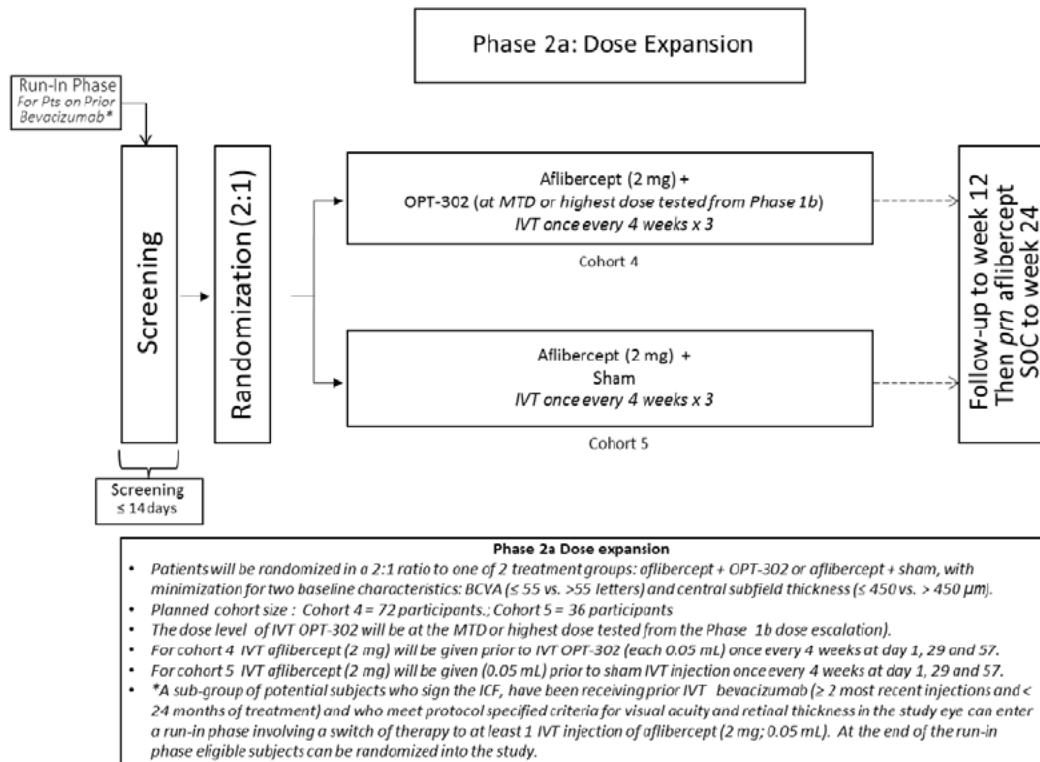 Phase 2a: Dose Expansion
Run-In Phase
For Pts on Prior
Bevacizumab*
Screening
Randomization (2:1)
Aflibercept (2 mg) +
OPT-302 (at MTD or highest dose tested from Phase 1b)
IVT once every 4 weeks x 3
Cohort 4
Aflibercept (2 mg) +
Sham
IVT once every 4 weeks x 3
Cohort 5
Follow-up to week 12
Then prn aflibercept
SOC to week 24
Screening
≤ 14 days
Phase 2a Dose expansion
• Patients will be randomized in a 2:1 ratio to one of 2 treatment groups: aflibercept + OPT-302 or aflibercept + sham, with
minimization for two baseline characteristics: BCVA (≤ 55 vs. >55 letters) and central subfield thickness (≤ 450 vs. > 450 µm).
• Planned cohort size : Cohort 4 = 72 participants.; Cohort 5 = 36 participants
• The dose level of IVT OPT-302 will be at the MTD or highest dose tested from the Phase 1b dose escalation).
• For cohort 4 IVT aflibercept (2 mg) will be given prior to IVT OPT-302 (each 0.05 mL) once every 4 weeks at day 1, 29 and 57.
• For cohort 5 IVT aflibercept (2 mg) will be given (0.05 mL) prior to sham IVT injection once every 4 weeks at day 1, 29 and 57.
• *A sub-group of potential subjects who sign the ICF, have been receiving prior IVT bevacizumab (≥ 2 most recent injections and <
24 months of treatment) and who meet protocol specified criteria for visual acuity and retinal thickness in the study eye can enter
a run-in phase involving a switch of therapy to at least 1 IVT injection of aflibercept (2 mg; 0.05 mL). At the end of the run-in
phase eligible subjects can be randomized into the study.